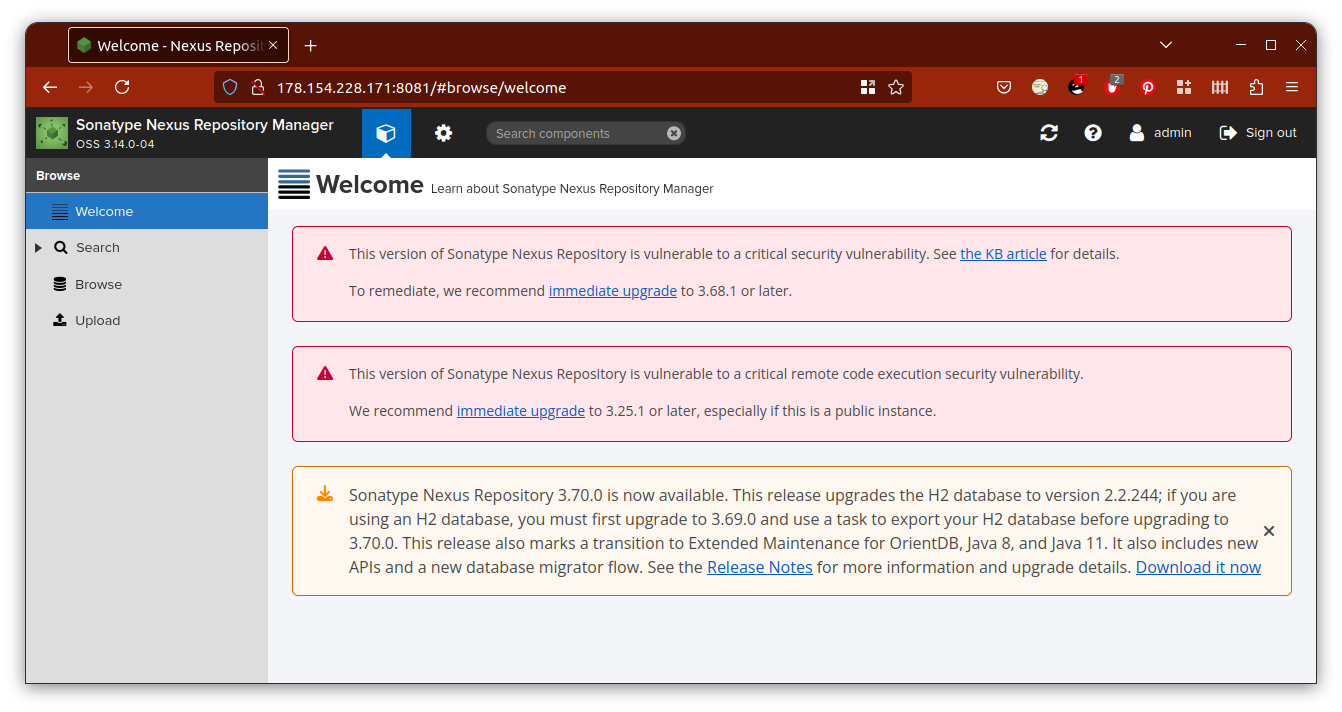 Welcome - Nexus Reposit
178.154.228.171:8081/#browse/welcome
1
2
Sonatype Nexus Repository Manager
OSS 3.14.0-04
Search components
admin
Sign out
Browse
Welcome
Search
Browse
Upload
Welcome Learn about Sonatype Nexus Repository Manager
This version of Sonatype Nexus Repository is vulnerable to a critical security vulnerability. See the KB article for details.
To remediate, we recommend immediate upgrade to 3.68.1 or later.
This version of Sonatype Nexus Repository is vulnerable to a critical remote code execution security vulnerability.
We recommend immediate upgrade to 3.25.1 or later, especially if this is a public instance.
Sonatype Nexus Repository 3.70.0 is now available. This release upgrades the H2 database to version 2.2.244; if you are
using an H2 database, you must first upgrade to 3.69.0 and use a task to export your H2 database before upgrading to
3.70.0. This release also marks a transition to Extended Maintenance for OrientDB, Java 8, and Java 11. It also includes new
APIs and a new database migrator flow. See the Release Notes for more information and upgrade details. Download it now